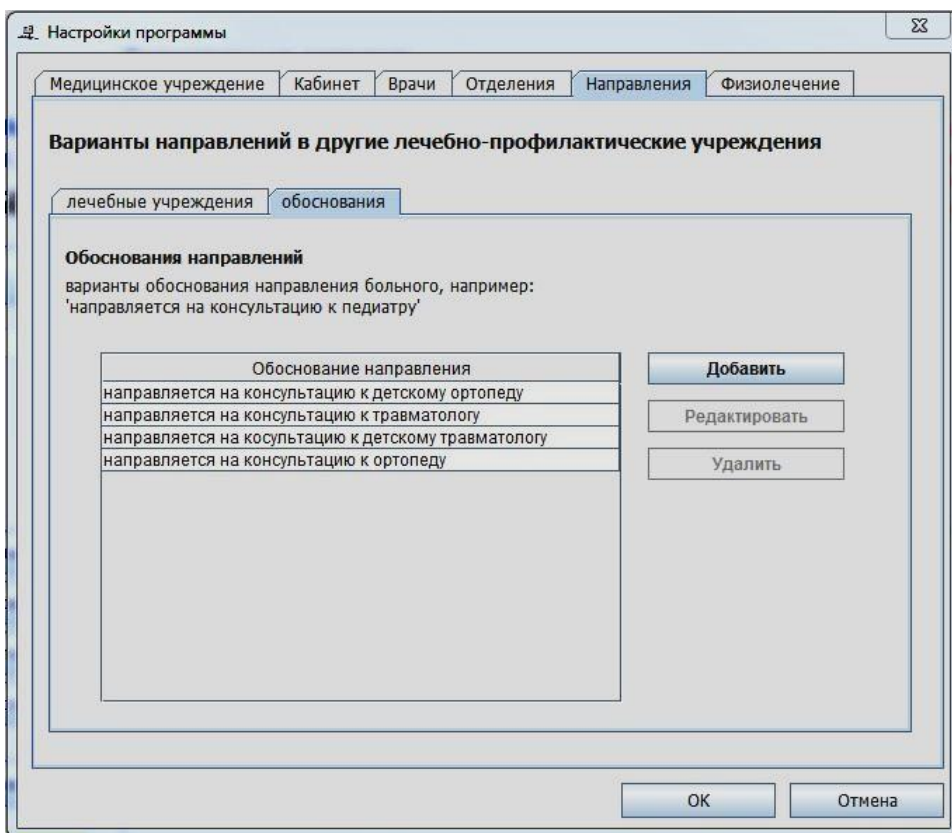 Настройки программы
Медицинское учреждение Кабинет Врачи Отделения Направления Физиолечение
Варианты направлений в другие лечебно-профилактические учреждения
лечебные учреждения обоснования
Обоснования направлений
варианты обоснования направления больного, например:
'направляется на консультацию к педиатру'
Обоснование направления
направляется на консультацию к детскому ортопеду
направляется на консультацию к травматологу
направляется на косультацию к детскому травматологу
направляется на консультацию к ортопеду
Добавить
Редактировать
Удалить
OK Отмена